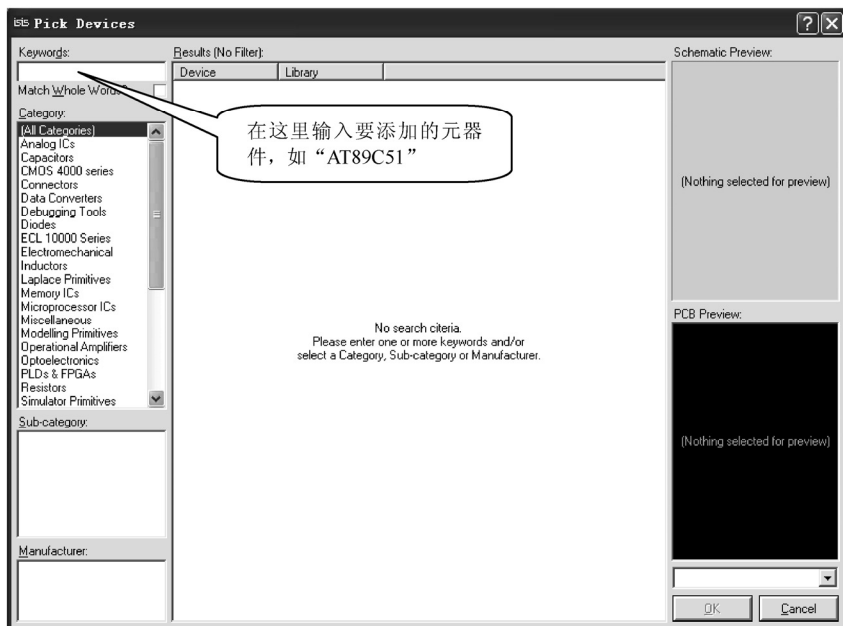 isis Pick Devices
Keywords:
Match Whole Words?
Category:
(All Categories)
Analog ICs
Capacitors
CMOS 4000 series
Connectors
Data Converters
Debugging Tools
Diodes
ECL 10000 Series
Electromechanical
Inductors
Laplace Primitives
Memory ICs
Microprocessor ICs
Miscellaneous
Modelling Primitives
Operational Amplifiers
Optoelectronics
PLDs & FPGAs
Resistors
Simulator Primitives
Sub-category:
Manufacturer:
Results (No Filter):
Device Library
在这里输入要添加的元器
件，如“AT89C51”
No search citeria.
Please enter one or more keywords and/or
select a Category, Sub-category or Manufacturer.
Schematic Preview:
(Nothing selected for preview)
PCB Preview:
(Nothing selected for preview)
OK Cancel